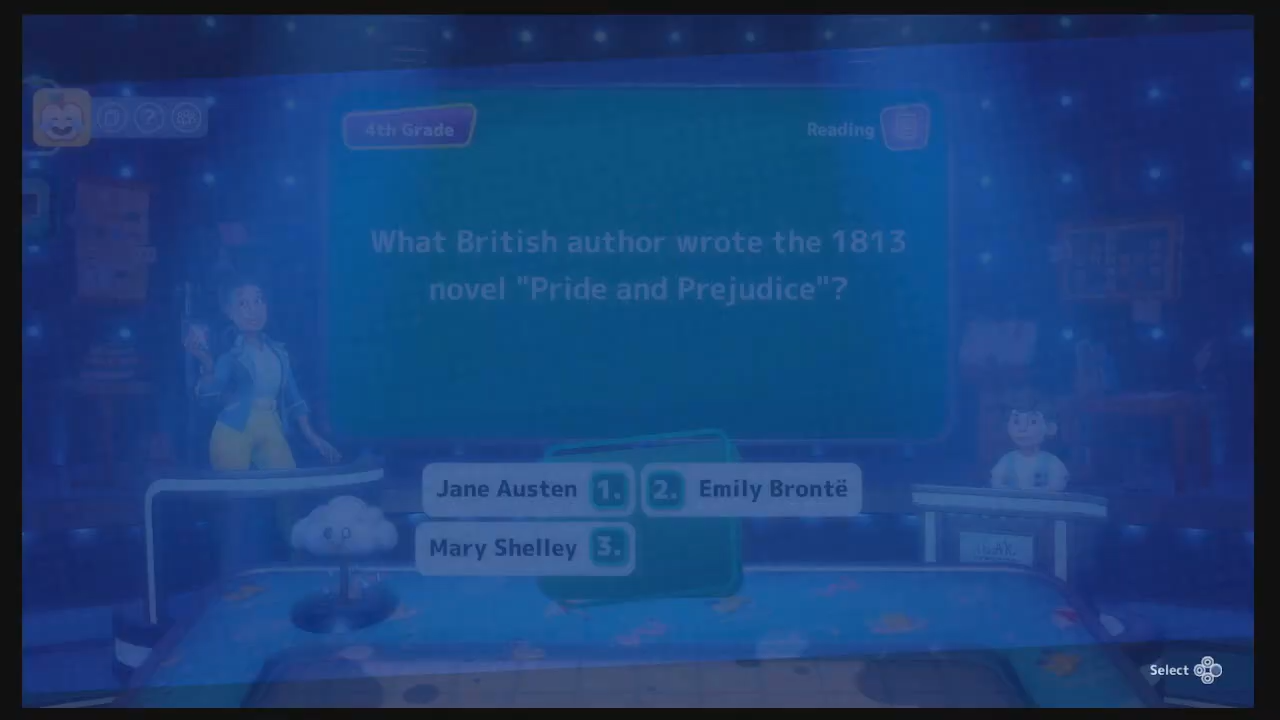 4th Grade
Reading
What British author wrote the 1813
novel "Pride and Prejudice"?
Jane Austen 1.
2. Emily Brontë
Mary Shelley 3.
Select